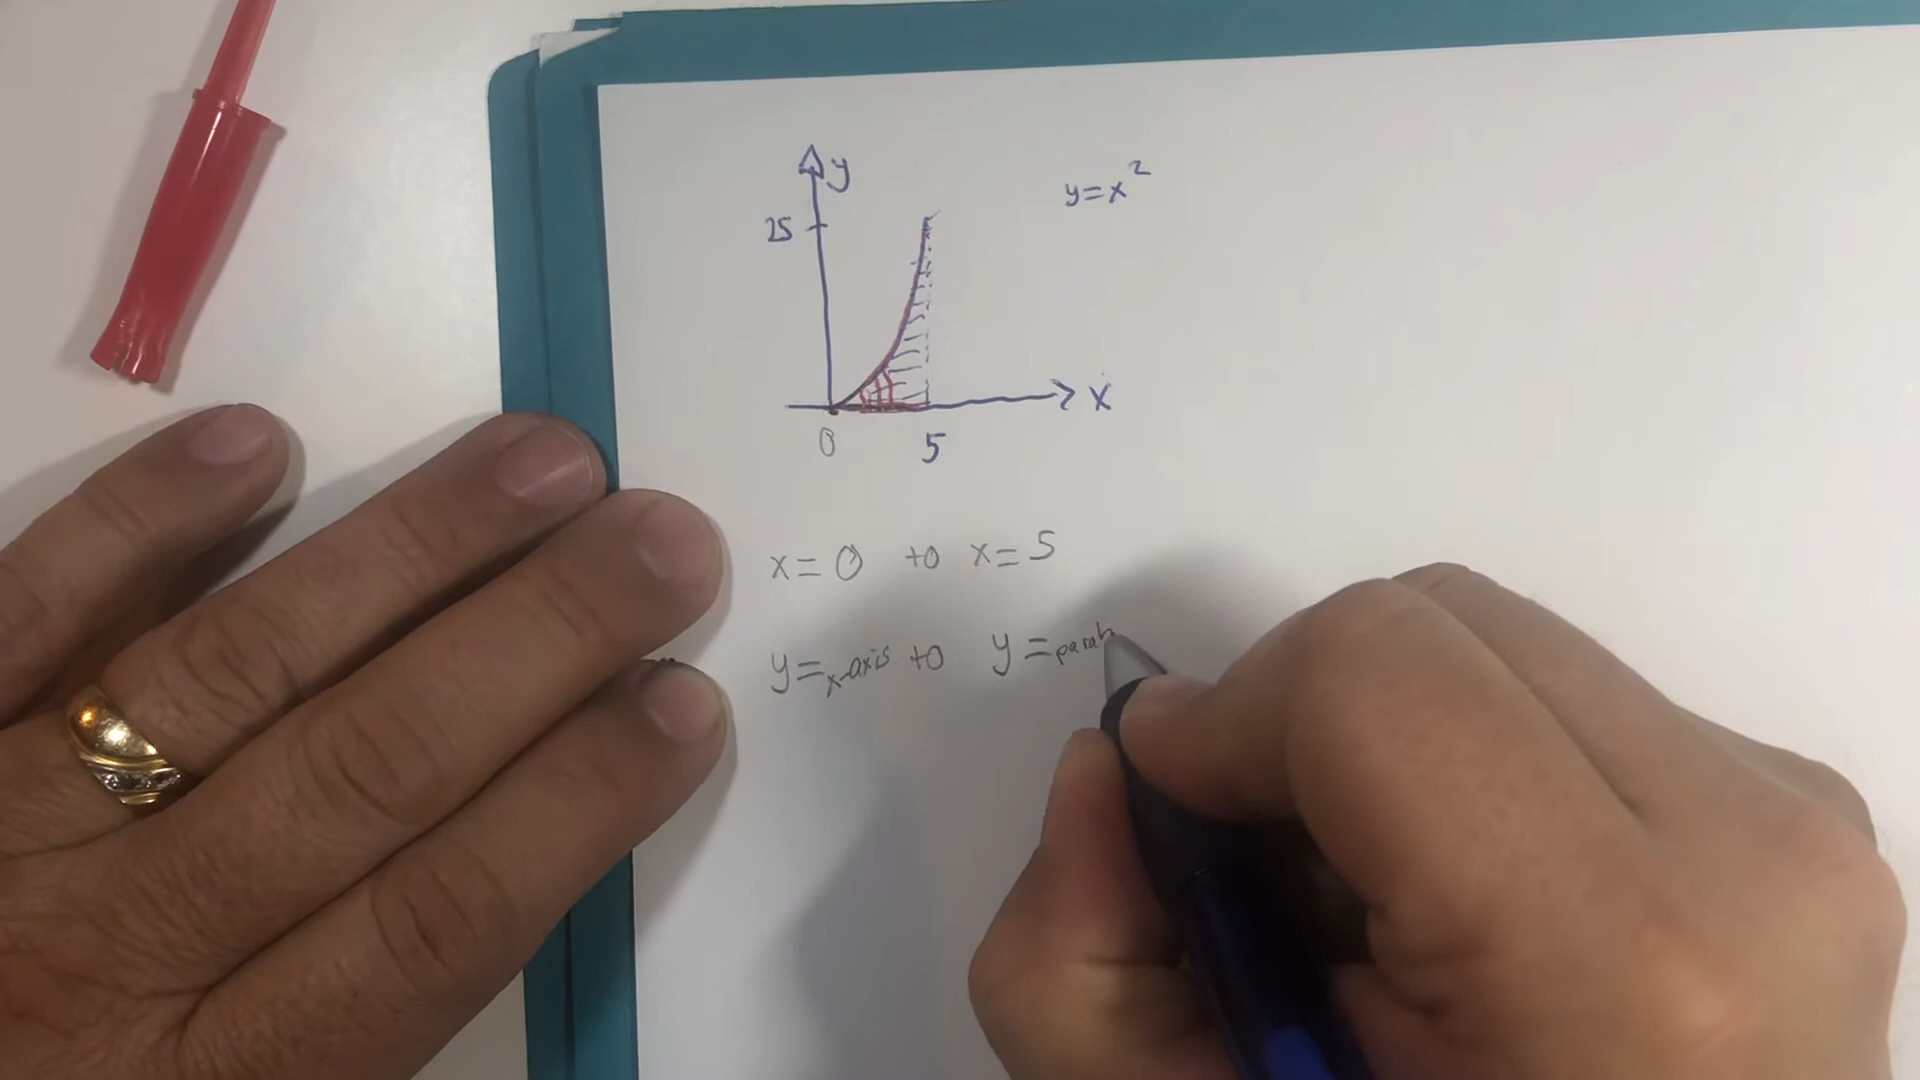 y
y=x²
25
x
0 5
x=0 to x=5
y=x-axis to y=parab